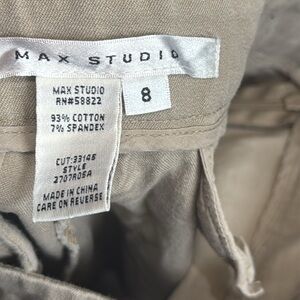 MAX STUDIO
MAX STUDIO
RN#58822
8
93% COTTON
7% SPANDEX
CUT:33146
STYLE
3707R05A
MADE IN CHINA
CARE ON REVERSE